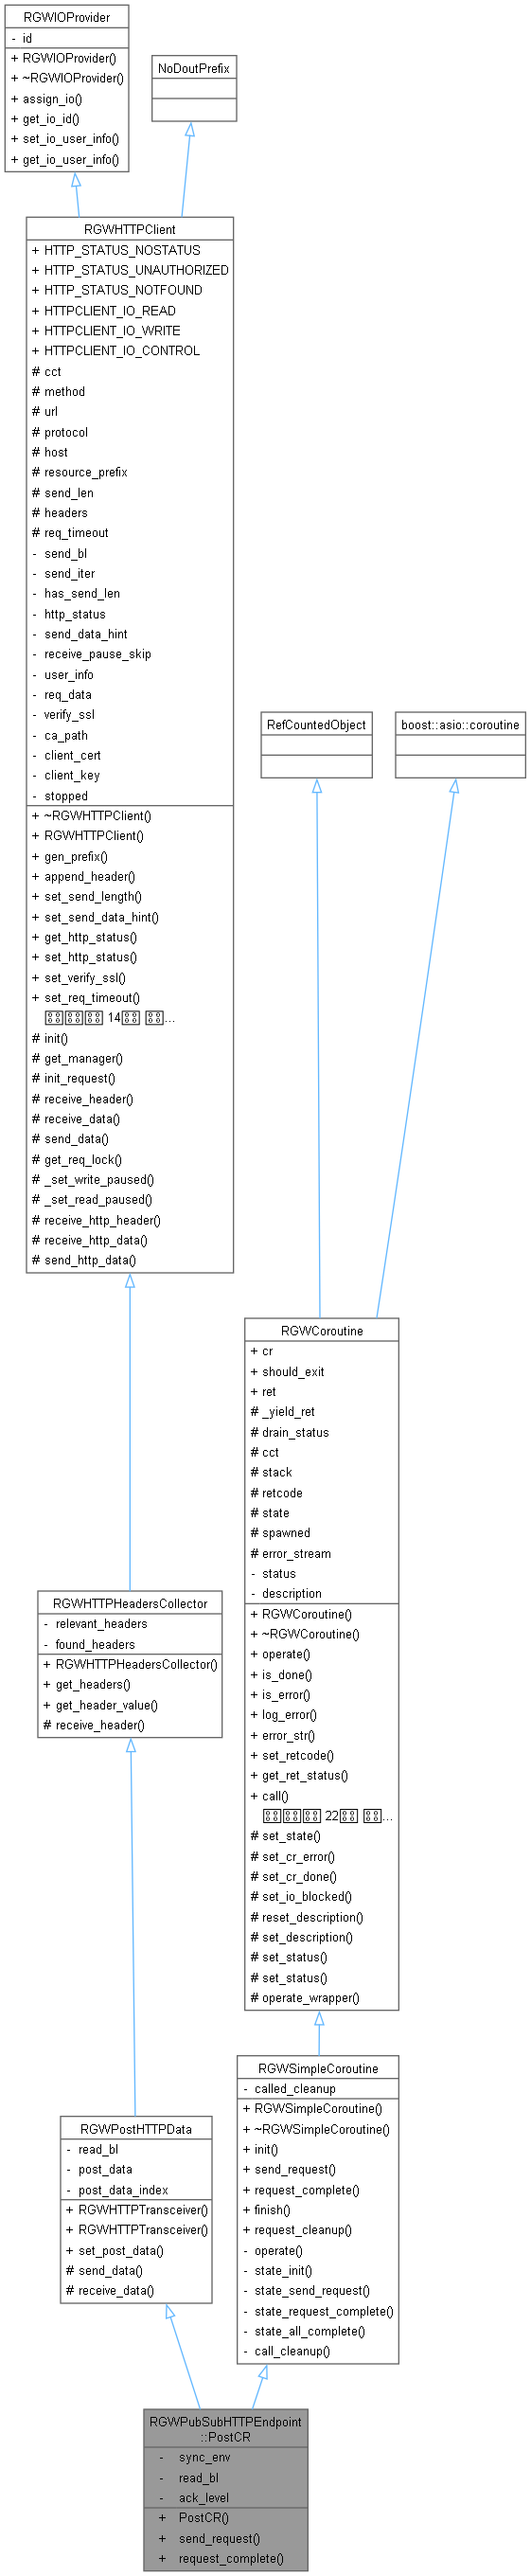 RGWIOProvider
- id
+ RGWIOProvider()
+ ~RGWIOProvider()
+ assign_io()
+ get_io_id()
+ set_io_user_info()
+ get_io_user_info()
NoDoutPrefix
RGWHTTPClient
+ HTTP_STATUS_NOSTATUS
+ HTTP_STATUS_UNAUTHORIZED
+ HTTP_STATUS_NOTFOUND
+ HTTPCLIENT_IO_READ
+ HTTPCLIENT_IO_WRITE
+ HTTPCLIENT_IO_CONTROL
# cct
# method
# url
# protocol
# host
# resource_prefix
# send_len
# headers
# req_timeout
- send_bl
- send_iter
- has_send_len
- http_status
- send_data_hint
- receive_pause_skip
- user_info
- req_data
- verify_ssl
- ca_path
- client_cert
- client_key
- stopped
+ ~RGWHTTPClient()
+ RGWHTTPClient()
+ gen_prefix()
+ append_header()
+ set_send_length()
+ set_send_data_hint()
+ get_http_status()
+ set_http_status()
+ set_verify_ssl()
+ set_req_timeout()
14 ...
# init()
# get_manager()
# init_request()
# receive_header()
# receive_data()
# send_data()
# get_req_lock()
# _set_write_paused()
# _set_read_paused()
# receive_http_header()
# receive_http_data()
# send_http_data()
RefCountedObject
boost::asio::coroutine
RGWCoroutine
+ cr
+ should_exit
+ ret
# _yield_ret
# drain_status
# cct
# stack
# retcode
# state
# spawned
# error_stream
- status
- description
+ RGWCoroutine()
+ ~RGWCoroutine()
+ operate()
+ is_done()
+ is_error()
+ log_error()
+ error_str()
+ set_retcode()
+ get_ret_status()
+ call()
22 ...
# set_state()
# set_cr_error()
# set_cr_done()
# set_io_blocked()
# reset_description()
# set_description()
# set_status()
# set_status()
# operate_wrapper()
RGWHTTPHeadersCollector
- relevant_headers
- found_headers
+ RGWHTTPHeadersCollector()
+ get_headers()
+ get_header_value()
# receive_header()
RGWSimpleCoroutine
- called_cleanup
+ RGWSimpleCoroutine()
+ ~RGWSimpleCoroutine()
+ init()
+ send_request()
+ request_complete()
+ finish()
+ request_cleanup()
- operate()
- state_init()
- state_send_request()
- state_request_complete()
- state_all_complete()
- call_cleanup()
RGWPostHTTPData
- read_bl
- post_data
- post_data_index
+ RGWHTTPTransceiver()
+ RGWHTTPTransceiver()
+ set_post_data()
# send_data()
# receive_data()
RGWPubSubHTTPEndpoint
::PostCR
- sync_env
- read_bl
- ack_level
+ PostCR()
+ send_request()
+ request_complete()